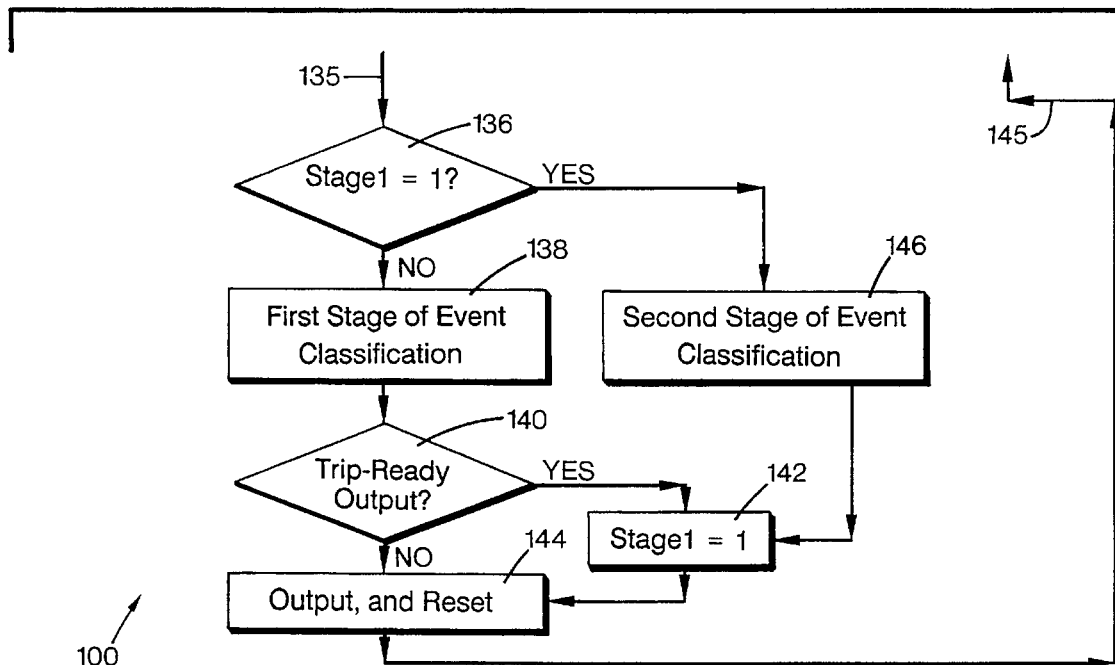 135
136
145
Stage1 = 1?
YES
NO
138
146
First Stage of Event
Classification
Second Stage of Event
Classification
140
Trip-Ready
Output?
YES
142
Stage1 = 1
NO
144
Output, and Reset
100